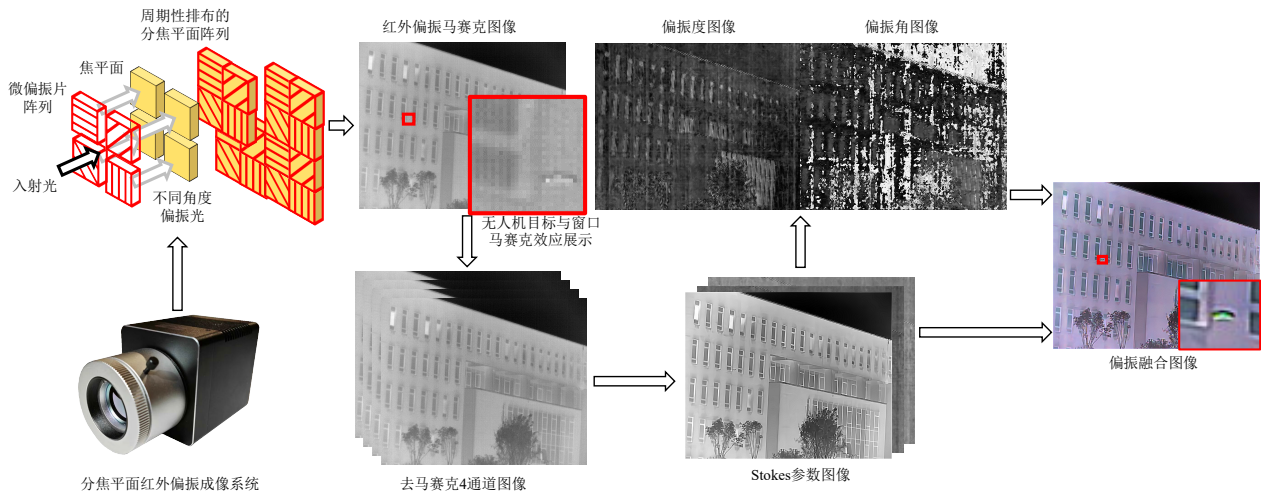 周期性排布的
分焦平面阵列
焦平面
微偏振片
阵列
入射光
不同角度
偏振光
分焦平面红外偏振成像系统
红外偏振马赛克图像
无人机目标与窗口
马赛克效应展示
去马赛克4通道图像
Stokes参数图像
偏振度图像
偏振角图像
偏振融合图像